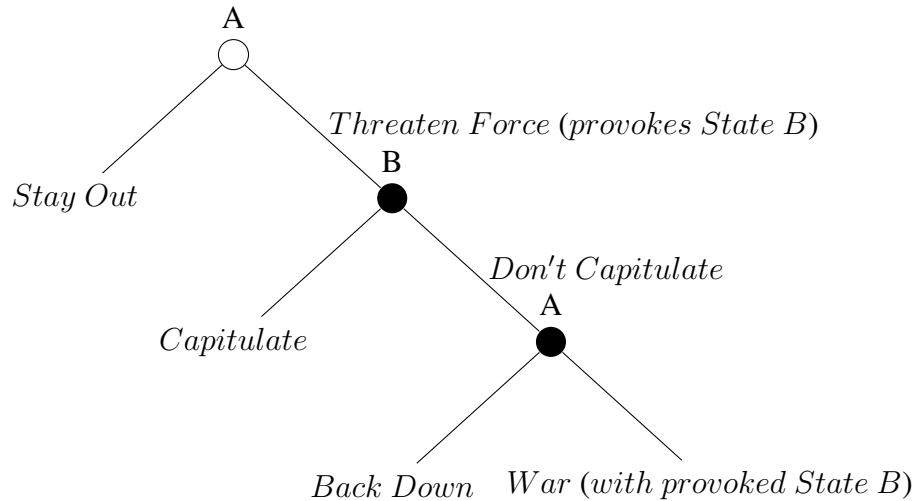 A
Threaten Force (provokes State B)
B
Stay Out
Don't Capitulate
A
Capitulate
Back Down
War (with provoked State B)